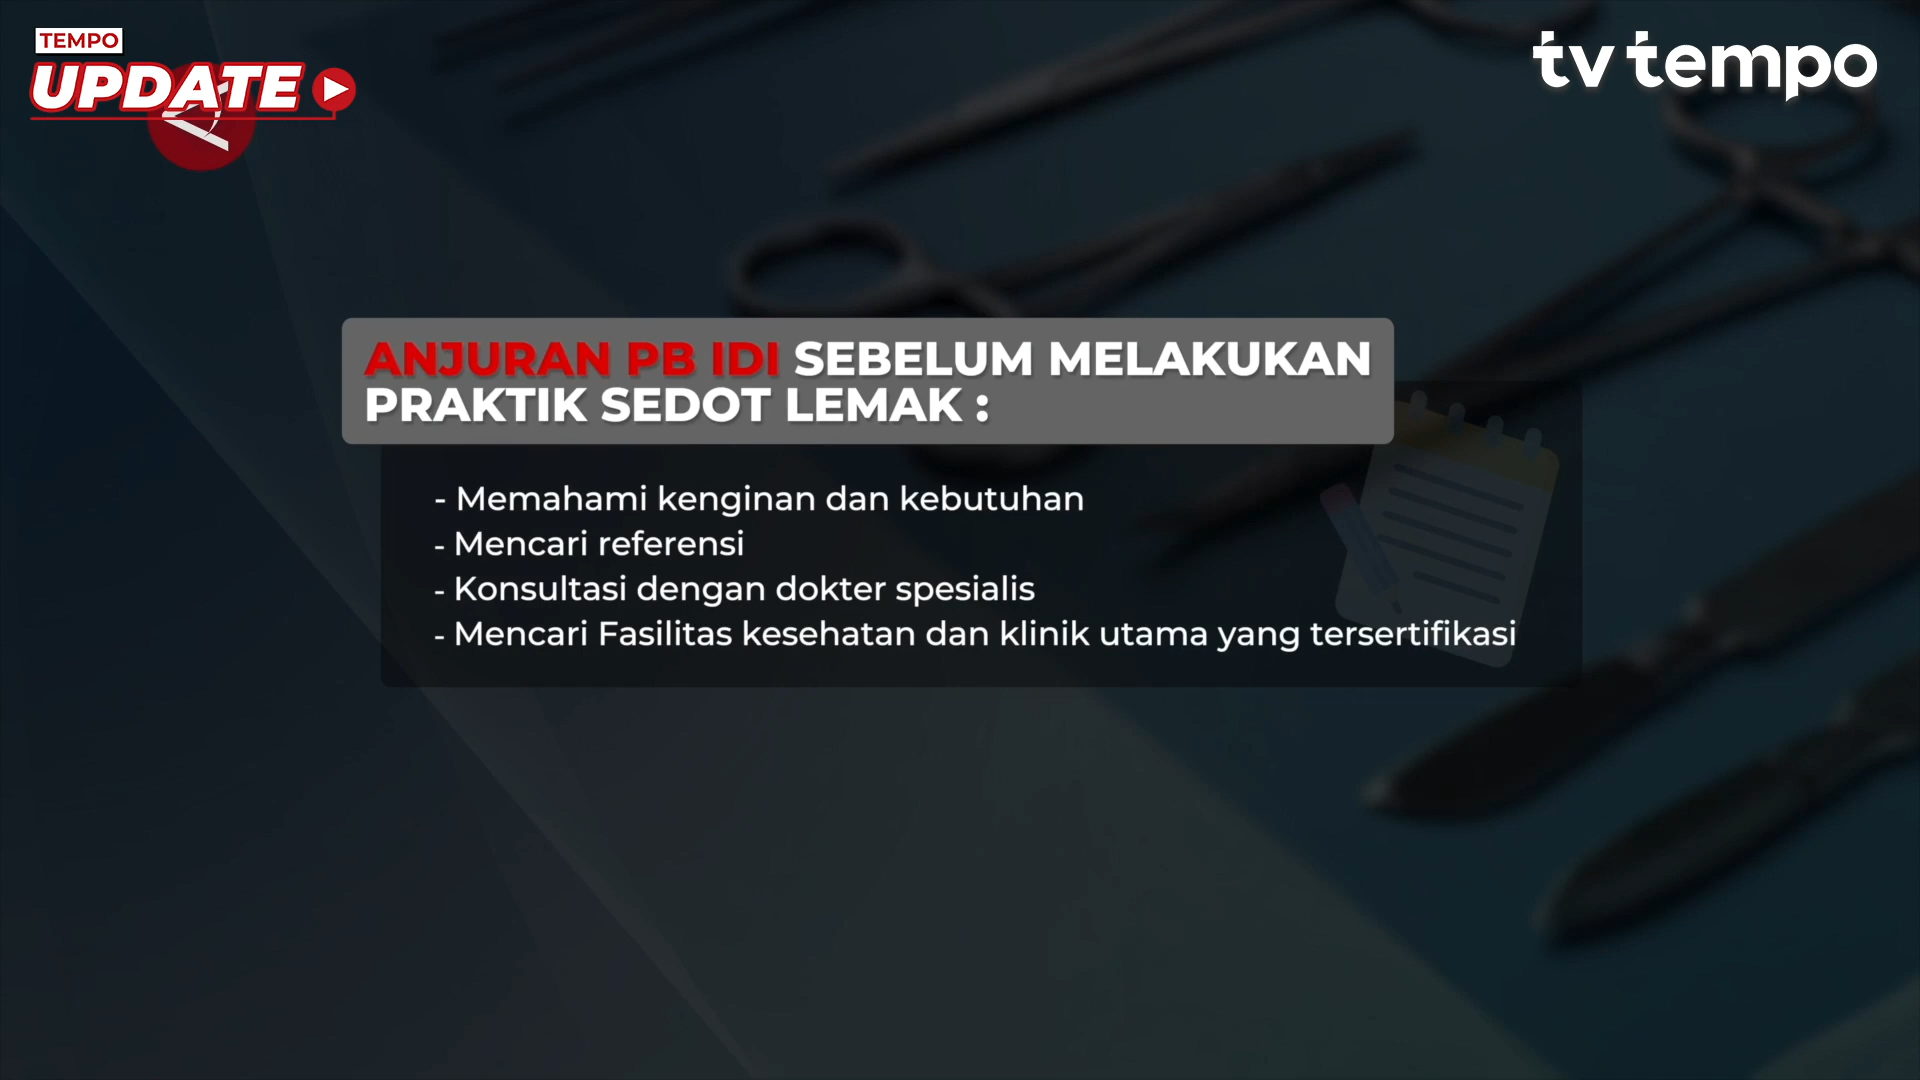 TEMPO
UPDATE
tv tempo
ANJURAN PB IDI SEBELUM MELAKUKAN
PRAKTIK SEDOT LEMAK :
- Memahami kenginan dan kebutuhan
- Mencari referensi
- Konsultasi dengan dokter spesialis
- Mencari Fasilitas kesehatan dan klinik utama yang tersertifikasi